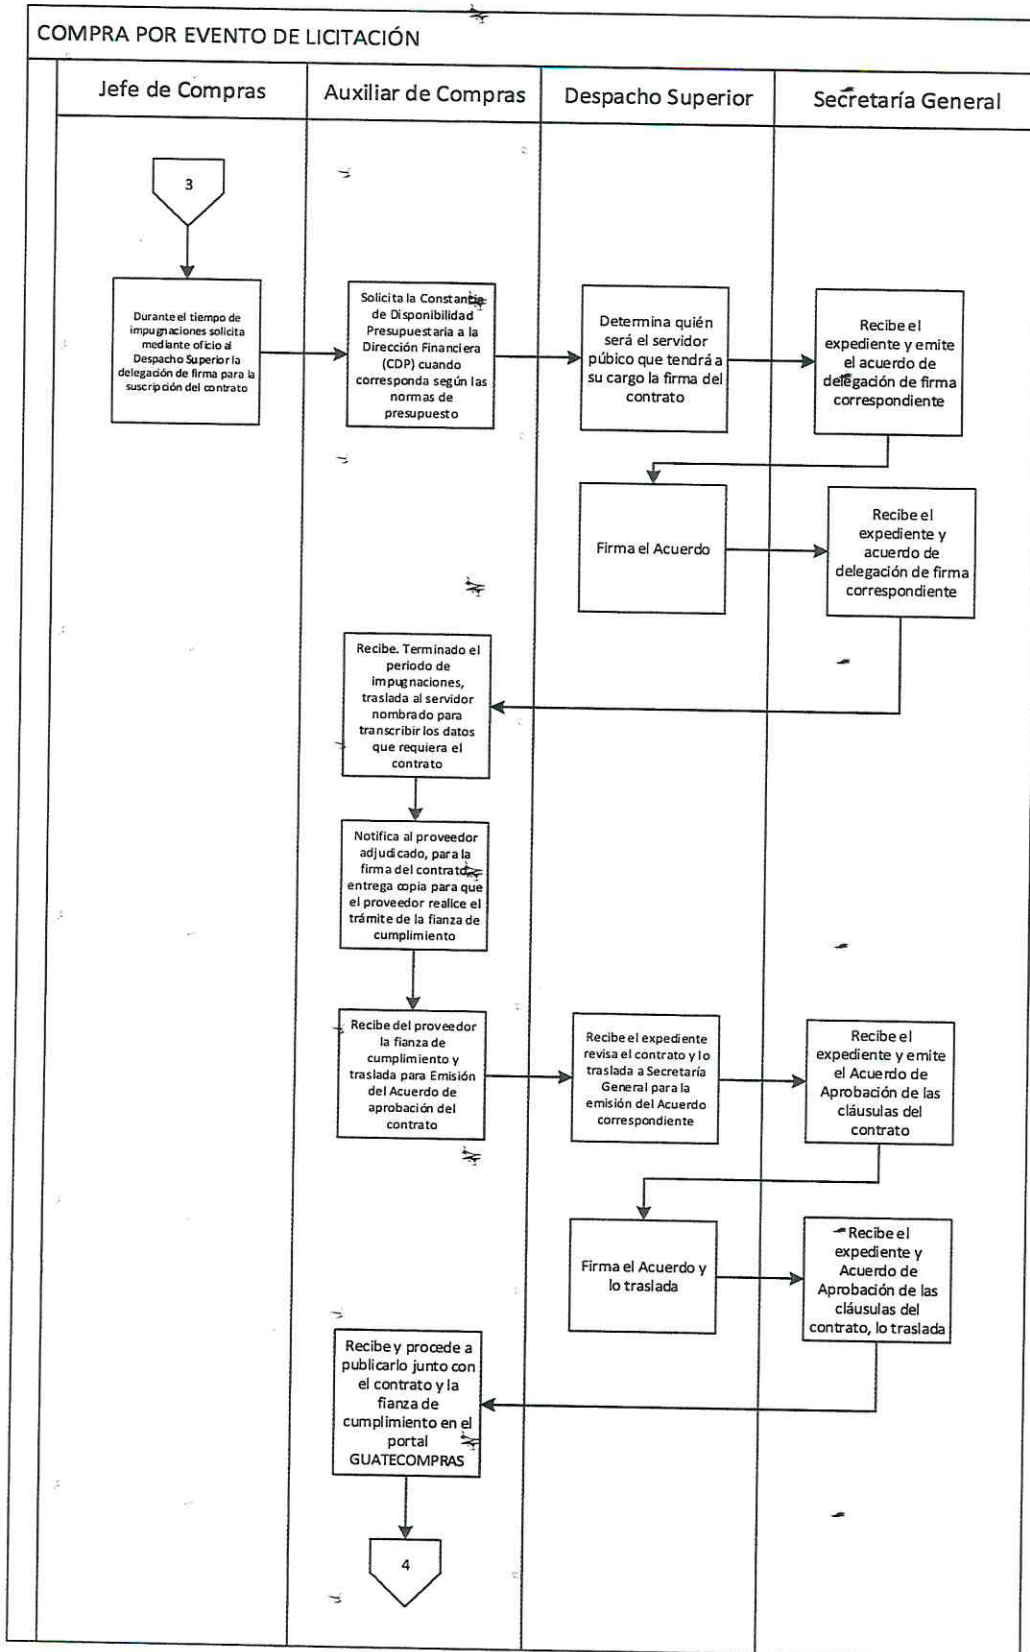 COMPRA POR EVENTO DE LICITACIÓN
Jefe de Compras
Auxiliar de Compras
Despacho Superior
Secretaría General
3
Durante el tiempo de
impugnaciones solicita
mediante oficio al
Despacho Superior la
delegación de firma para la
suscripción del contrato
Solicita la Constancia
de Disponibilidad
Presupuestaria a la
Dirección Financiera
(CDP) cuando
corresponda según las
normas de
presupuesto
Determina quién
será el servidor
púbico que tendrá a
su cargo la firma del
contrato
Recibe el
expediente y emite
el acuerdo de
delegación de firma
correspondiente
Firma el Acuerdo
Recibe el
expediente y
acuerdo de
delegación de firma
correspondiente
Recibe. Terminado el
periodo de
impugnaciones,
traslada al servidor
nombrado para
transcribir los datos
que requiera el
contrato
Notifica al proveedor
adjudicado, para la
firma del contrato,
entrega copia para que
el proveedor realice el
trámite de la fianza de
cumplimiento
Recibe del proveedor
la fianza de
cumplimiento y
traslada para Emisión
del Acuerdo de
aprobación del
contrato
Recibe el expediente
revisa el contrato y lo
traslada a Secretaría
General para la
emisión del Acuerdo
correspondiente
Recibe el
expediente y emite
el Acuerdo de
Aprobación de las
cláusulas del
contrato
Firma el Acuerdo y
lo traslada
Recibe el
expediente y
Acuerdo de
Aprobación de las
cláusulas del
contrato, lo traslada
Recibe y procede a
publicarlo junto con
el contrato y la
fianza de
cumplimiento en el
portal
GUATECOMPRAS
4